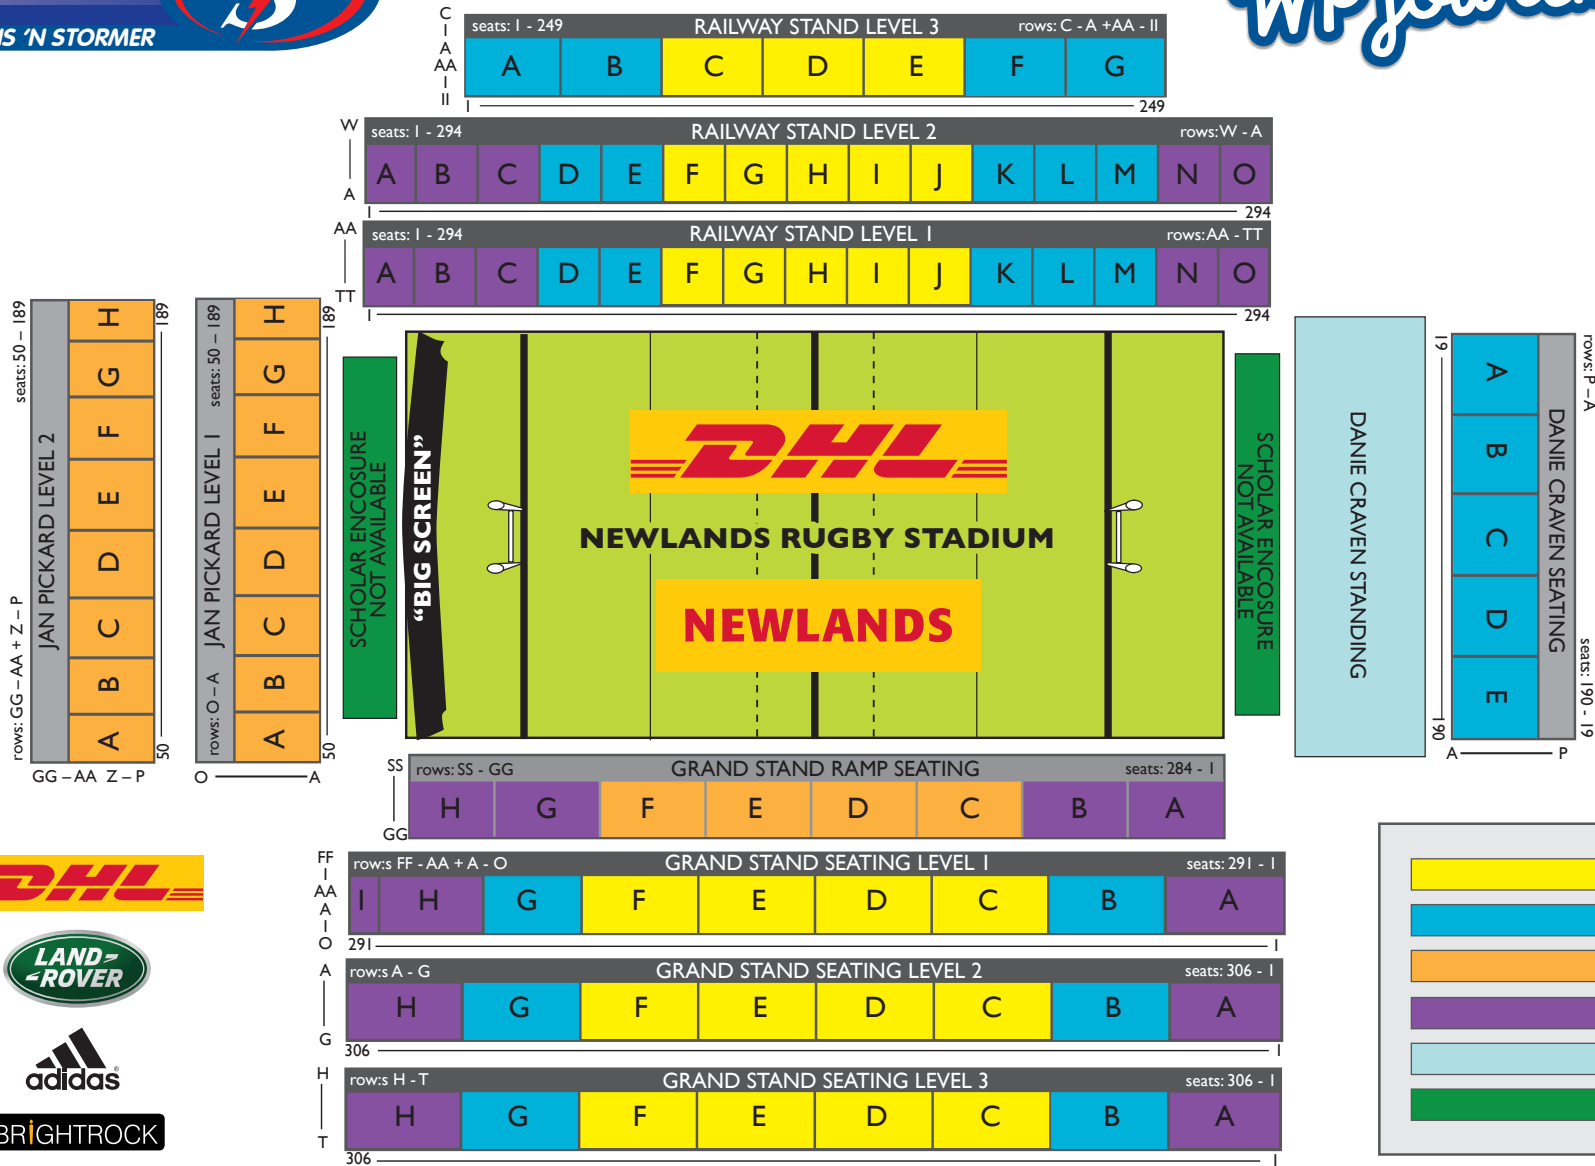 'N STORMER
WP
C
I
A
AA
I
II
seats: 1 - 249 RAILWAY STAND LEVEL 3 rows: C - A +AA - II
A B C D E F G
1 249
W
A
seats: 1 - 294 RAILWAY STAND LEVEL 2 rows: W - A
A B C D E F G H I J K L M N O
1 294
AA
TT
seats: 1 - 294 RAILWAY STAND LEVEL 1 rows: AA - TT
A B C D E F G H I J K L M N O
1 294
seats: 50 – 189
JAN PICKARD LEVEL 2
rows: GG – AA + Z – P
H G F E D C B A
189
50
GG – AA Z – P
seats: 50 – 189
JAN PICKARD LEVEL 1
rows: O – A
H G F E D C B A
189
50
O A
SCHOLAR ENCOSURE
NOT AVAILABLE
"BIG SCREEN"
DHL
NEWLANDS RUGBY STADIUM
NEWLANDS
SCHOLAR ENCOSURE
NOT AVAILABLE
DANIE CRAVEN STANDING
19
190
A B C D E
DANIE CRAVEN SEATING
rows: P – A
seats: 190 - 19
A P
SS
GG
rows: SS - GG GRAND STAND RAMP SEATING seats: 284 - 1
H G F E D C B A
FF
I
AA
A
I
O
row:s FF - AA + A - O GRAND STAND SEATING LEVEL 1 seats: 291 - 1
I H G F E D C B A
291 1
A
G
row:s A - G GRAND STAND SEATING LEVEL 2 seats: 306 - 1
H G F E D C B A
306 1
H
T
row:s H - T GRAND STAND SEATING LEVEL 3 seats: 306 - 1
H G F E D C B A
306 1
DHL
LAND-
ROVER
adidas
BRIGHTROCK